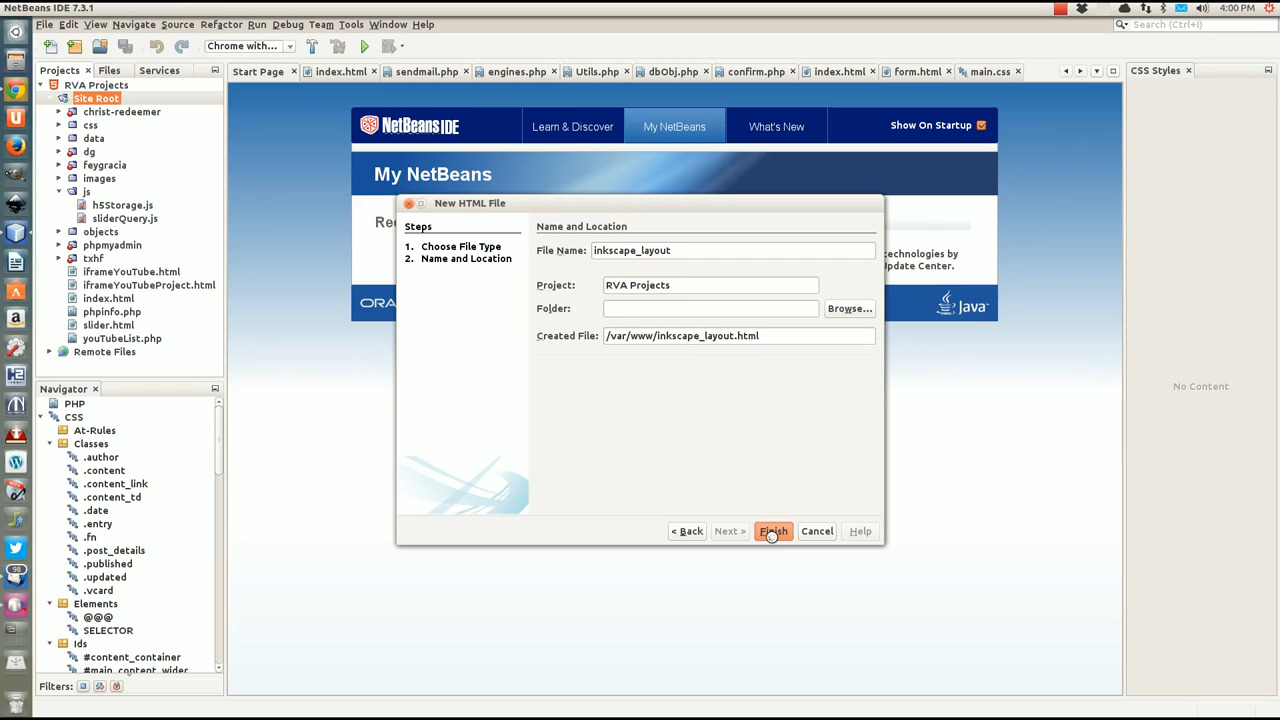 NetBeans IDE 7.3.1
4:00 PM
File Edit View Navigate Source Refactor Run Debug Team Tools Window Help
Search (Ctrl+I)
Chrome with...
Projects Files Services
Start Page index.html sendmail.php engines.php Utils.php dbObj.php confirm.php index.html form.html main.css
CSS Styles
RVA Projects
Site Root
christ-redeemer
css
data
dg
feygracia
images
js
h5Storage.js
sliderQuery.js
objects
phpmyadmin
txhf
iframeYouTube.html
iframeYouTubeProject.html
index.html
phpinfo.php
slider.html
youTubeList.php
Remote Files
NetBeans IDE
Learn & Discover
My NetBeans
What's New
Show On Startup
My NetBeans
technologies by
Update Center.
Java
New HTML File
Steps
1. Choose File Type
2. Name and Location
Name and Location
File Name: inkscape_layout
Project: RVA Projects
Folder:
Browse...
Created File: /var/www/inkscape_layout.html
< Back
Next >
Finish
Cancel
Help
No Content
Navigator
PHP
CSS
At-Rules
Classes
.author
.content
.content_link
.content_td
.date
.entry
.fn
.post_details
.published
.updated
.vcard
Elements
@@@
SELECTOR
Ids
#content_container
#main_content_wider
Filters:
98